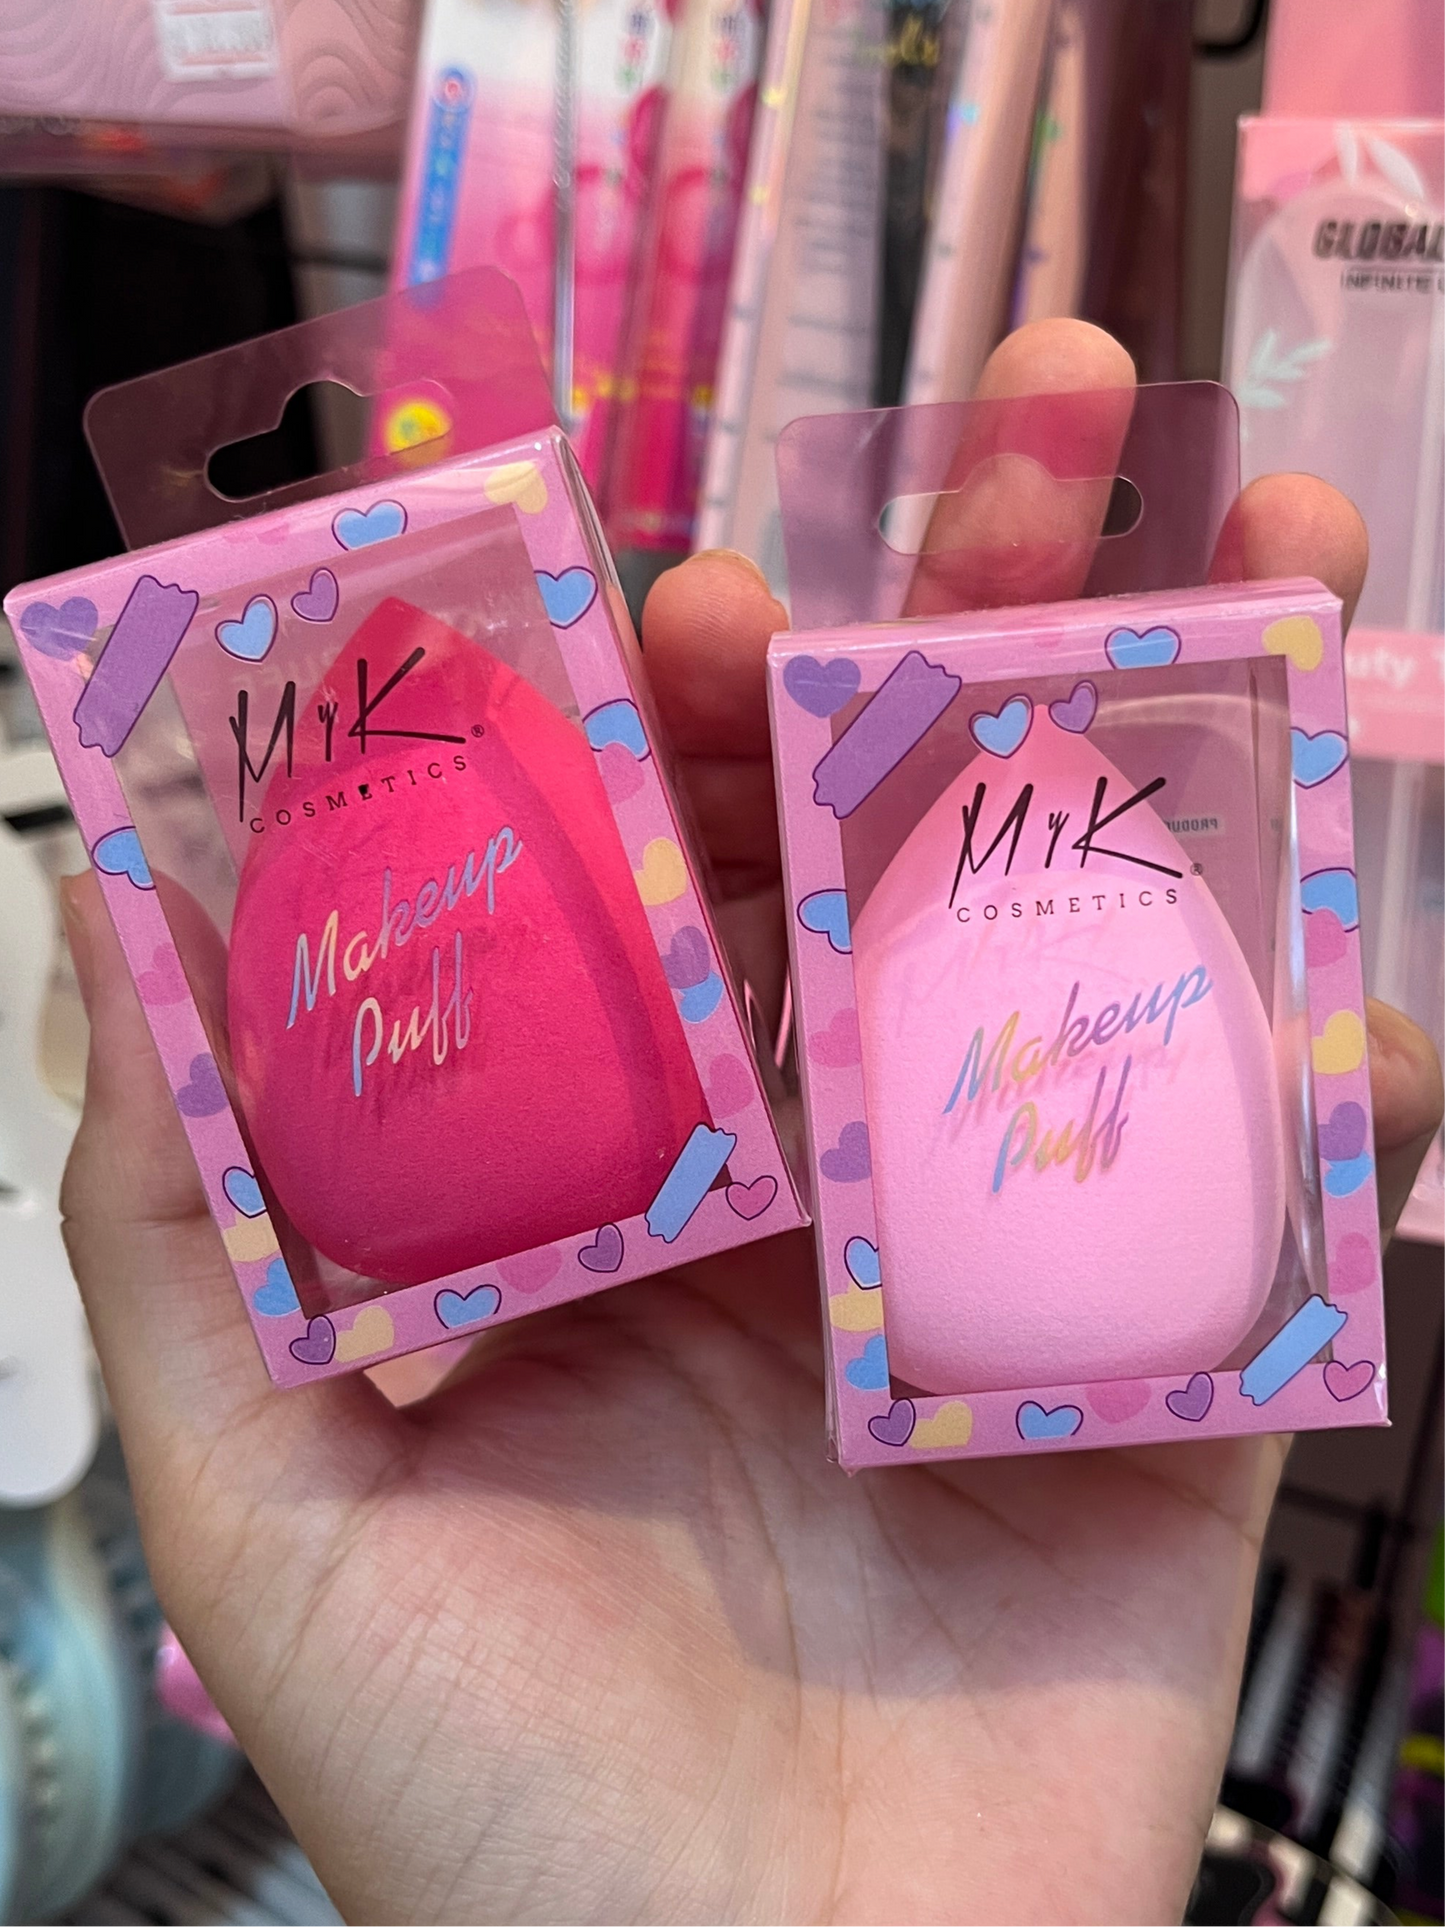 GLOBAL
INFINITE
MYK®
COSMETICS
Makeup
Puff
MYK®
COSMETICS
Makeup
Puff